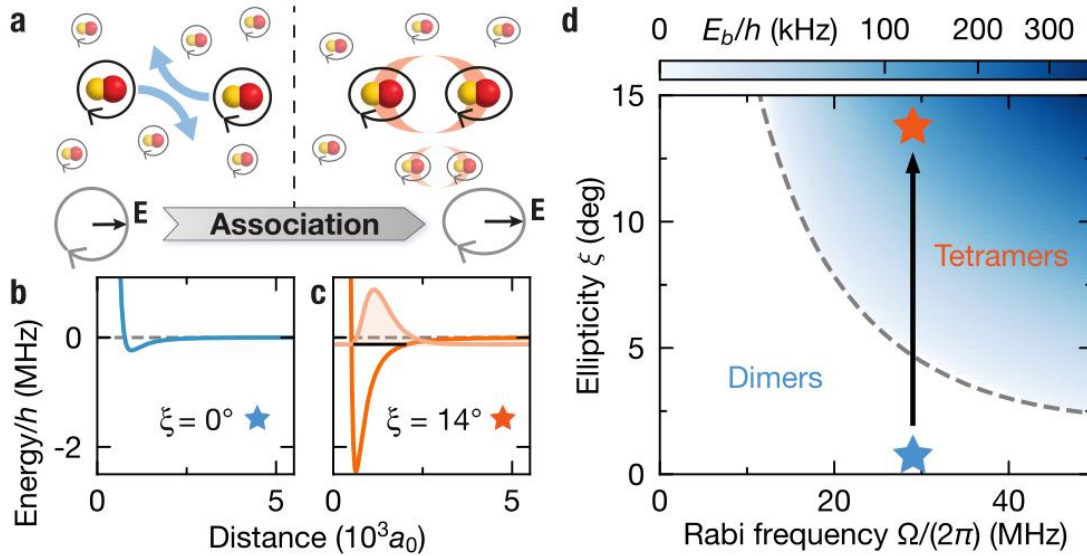 a
E
Association
E
b
Energy/h (MHz)
0
-2
ξ = 0°
0
5
c
ξ = 14°
0
5
Distance (10³a₀)
d
0 E_b/h (kHz) 100 200 300
Ellipticity ξ (deg)
15
10
5
0
Tetramers
Dimers
0
20
40
Rabi frequency Ω/(2π) (MHz)